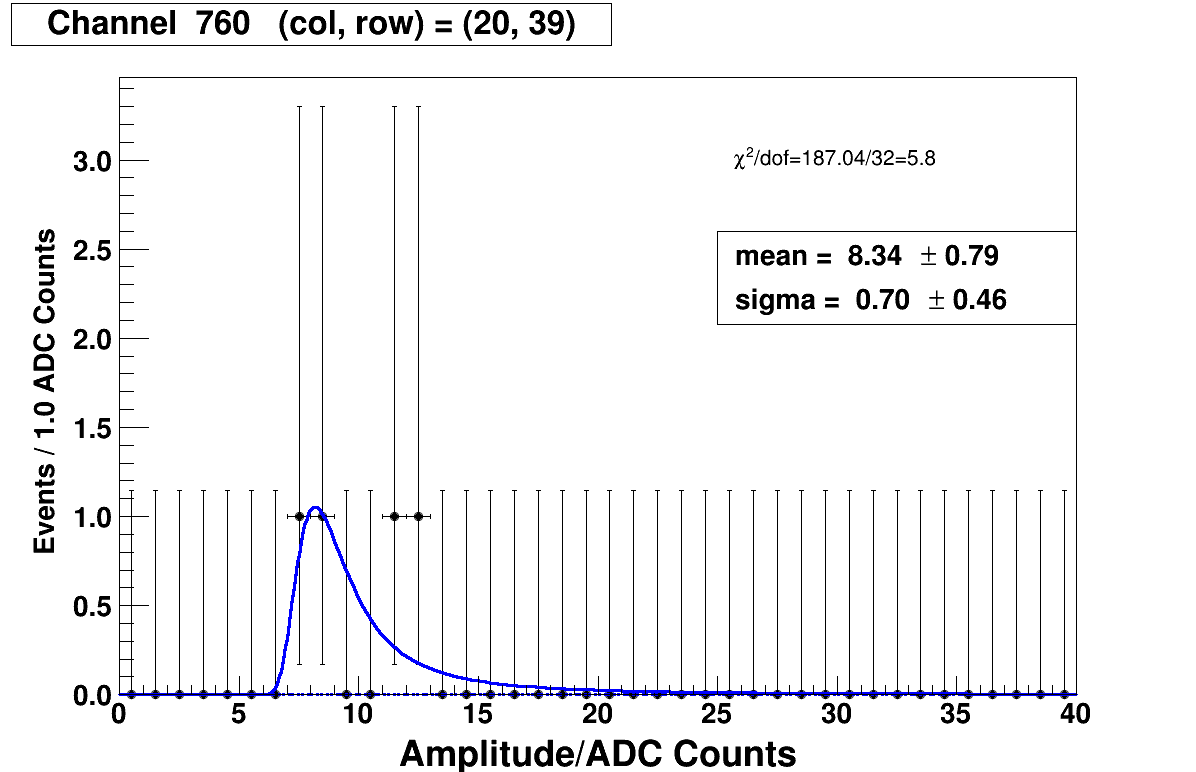 Channel 760 (col, row) = (20, 39)
χ²/dof=187.04/32=5.8
mean = 8.34 ± 0.79
sigma = 0.70 ± 0.46
Events / 1.0 ADC Counts
3.0
2.5
2.0
1.5
1.0
0.5
0.0
0 5 10 15 20 25 30 35 40
Amplitude/ADC Counts